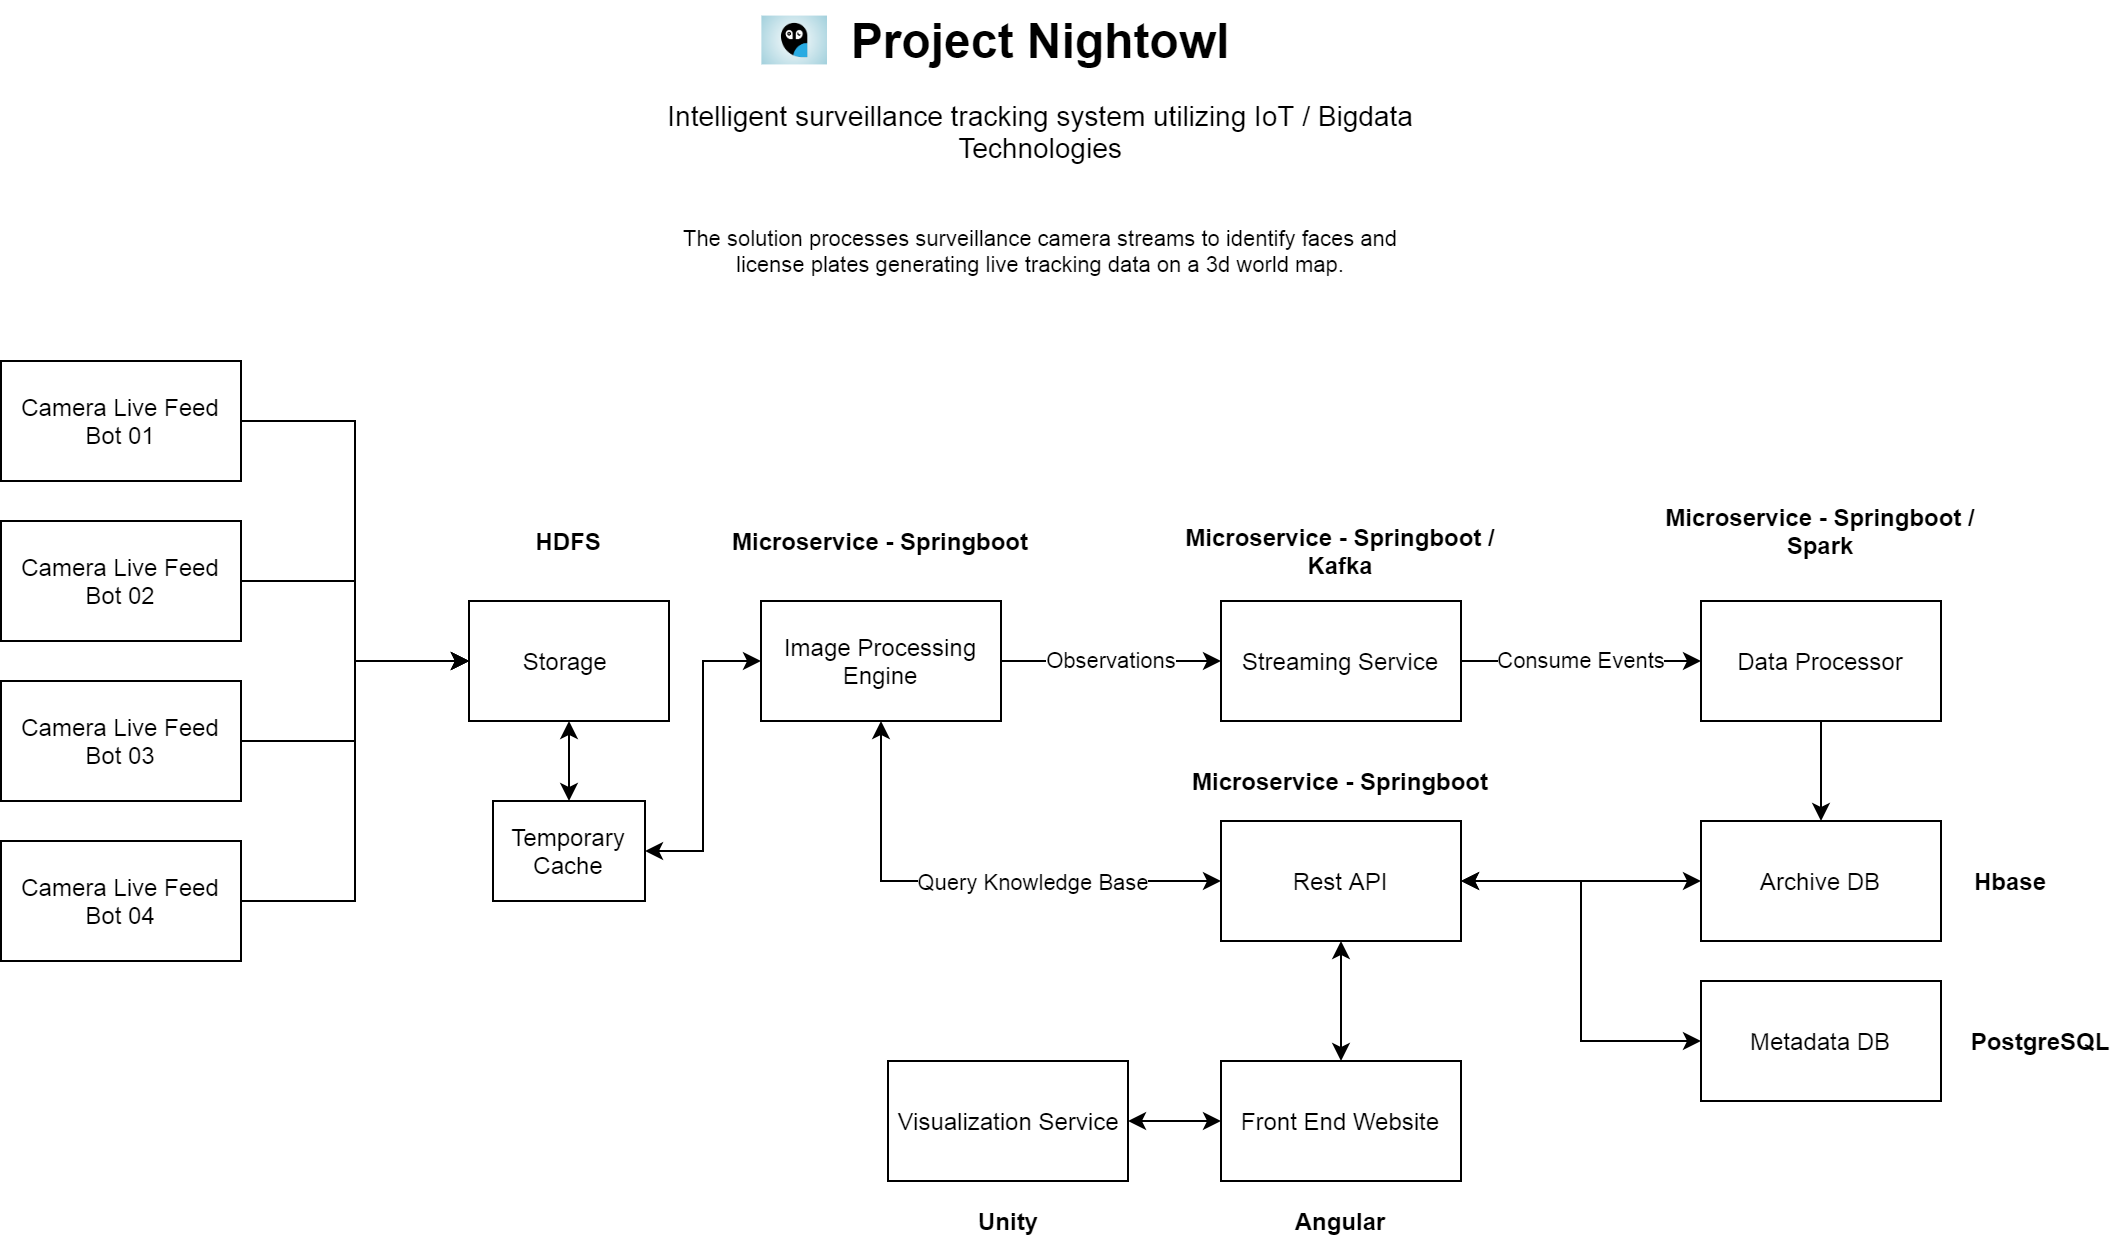 Project Nightowl
Intelligent surveillance tracking system utilizing IoT / Bigdata
Technologies
The solution processes surveillance camera streams to identify faces and
license plates generating live tracking data on a 3d world map.
Camera Live Feed
Bot 01
Camera Live Feed
Bot 02
Camera Live Feed
Bot 03
Camera Live Feed
Bot 04
HDFS
Storage
Temporary
Cache
Microservice - Springboot
Image Processing
Engine
Observations
Microservice - Springboot /
Kafka
Streaming Service
Consume Events
Microservice - Springboot /
Spark
Data Processor
Query Knowledge Base
Microservice - Springboot
Rest API
Archive DB
Hbase
Metadata DB
PostgreSQL
Visualization Service
Unity
Front End Website
Angular